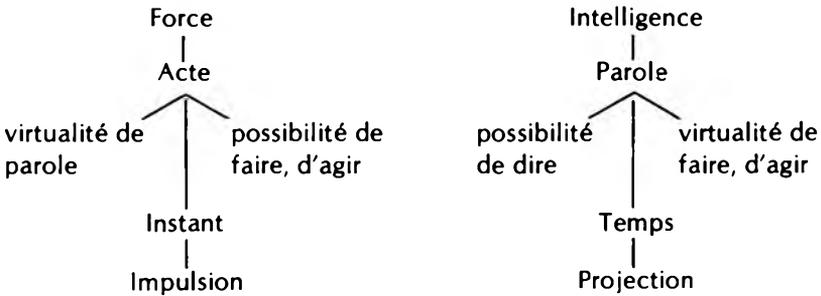 Force
Acte
virtualité de
parole
possibilité de
faire, d'agir
Instant
Impulsion
Intelligence
Parole
possibilité
de dire
virtualité de
faire, d'agir
Temps
Projection